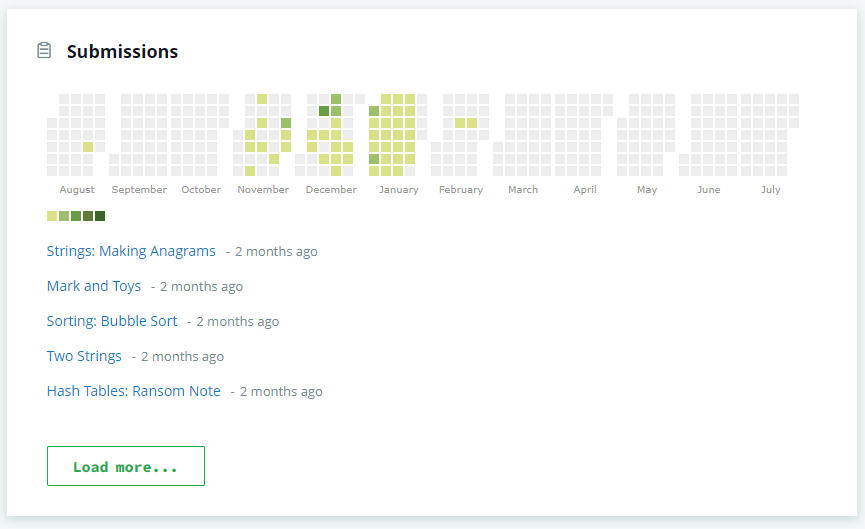 Submissions
August September October November December January February March April May June July
Strings: Making Anagrams - 2 months ago
Mark and Toys - 2 months ago
Sorting: Bubble Sort - 2 months ago
Two Strings - 2 months ago
Hash Tables: Ransom Note - 2 months ago
Load more...